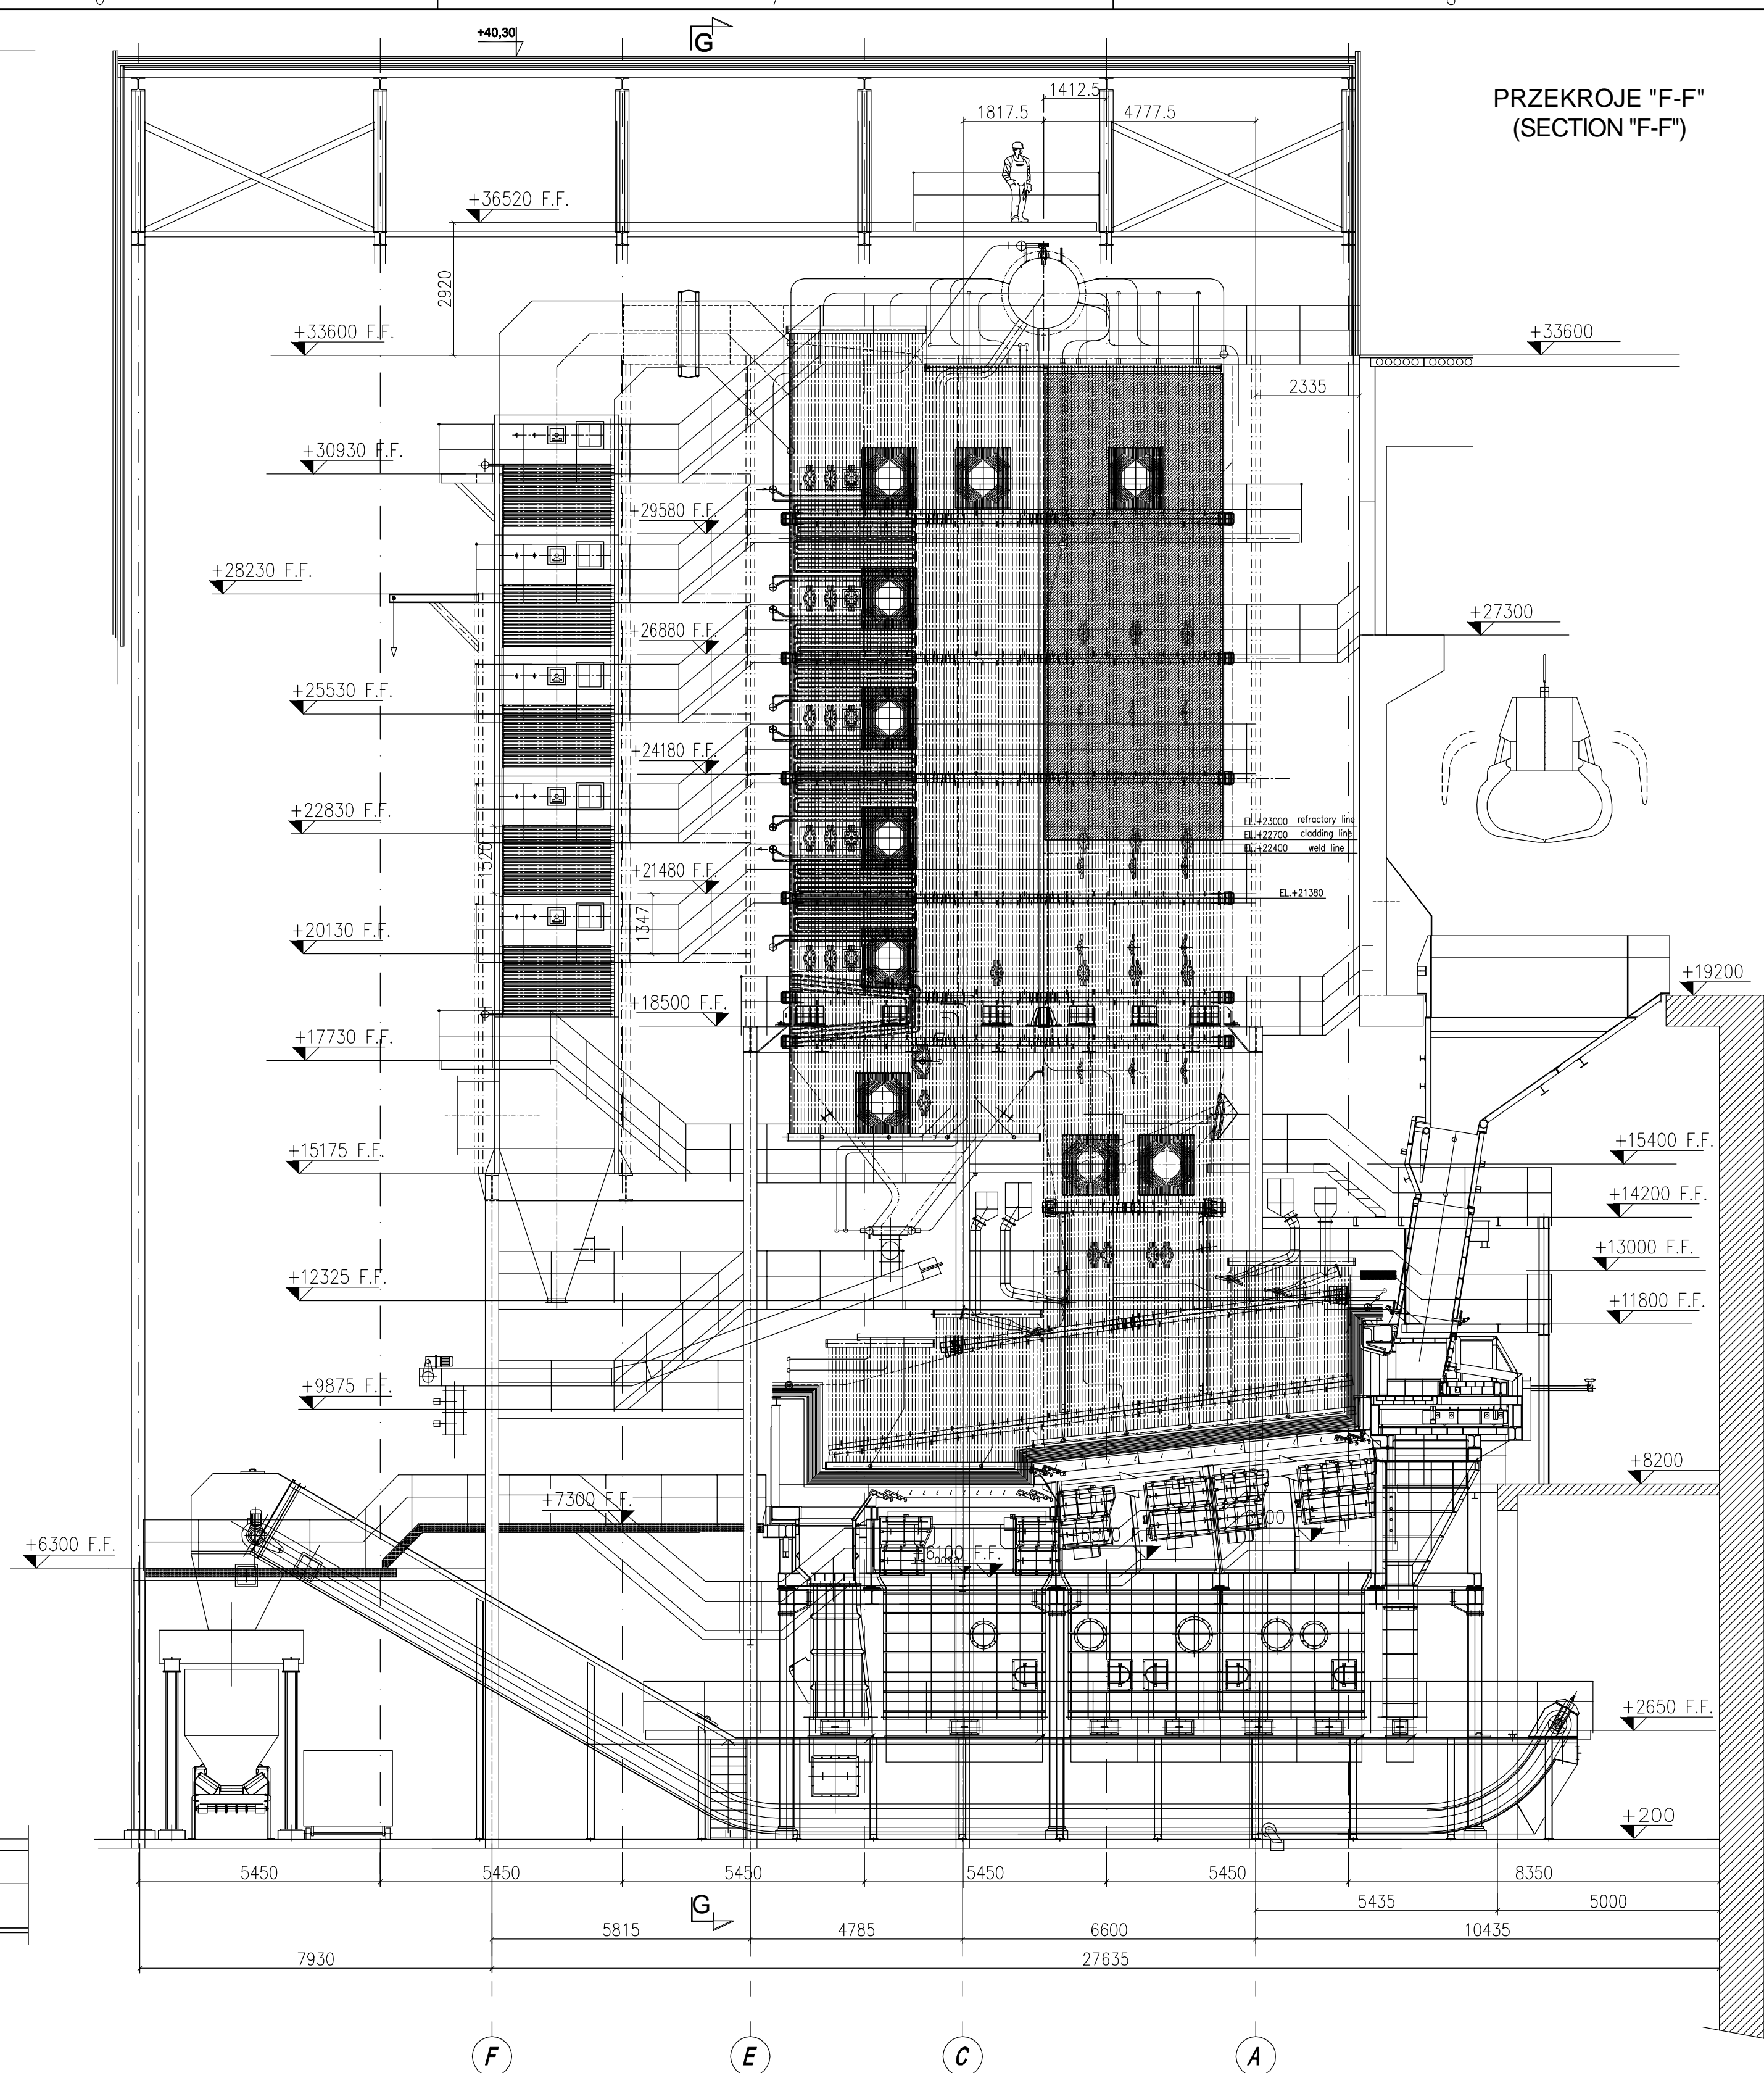 +40,30
G
1412.5
1817.5
4777.5
PRZEKROJE "F-F"
(SECTION "F-F")
+36520 F.F.
2920
+33600 F.F.
+33600
2335
+30930 F.F.
+29580 F.F.
+28230 F.F.
+27300
+26880 F.F.
+25530 F.F.
+24180 F.F.
+22830 F.F.
EL.+23000 refractory line
EL.+22700 cladding line
EL.+22400 weld line
1520
+21480 F.F.
EL.+21380
1347
+20130 F.F.
+19200
+18500 F.F.
+17730 F.F.
+15175 F.F.
+15400 F.F.
+14200 F.F.
+13000 F.F.
+12325 F.F.
+11800 F.F.
+9875 F.F.
+8200
+7300 F.F.
+6300 F.F.
6100 F.F.
+2650 F.F.
+200
5450
5450
5450
5450
5450
8350
5435
5000
G
5815
4785
6600
10435
7930
27635
F
E
C
A